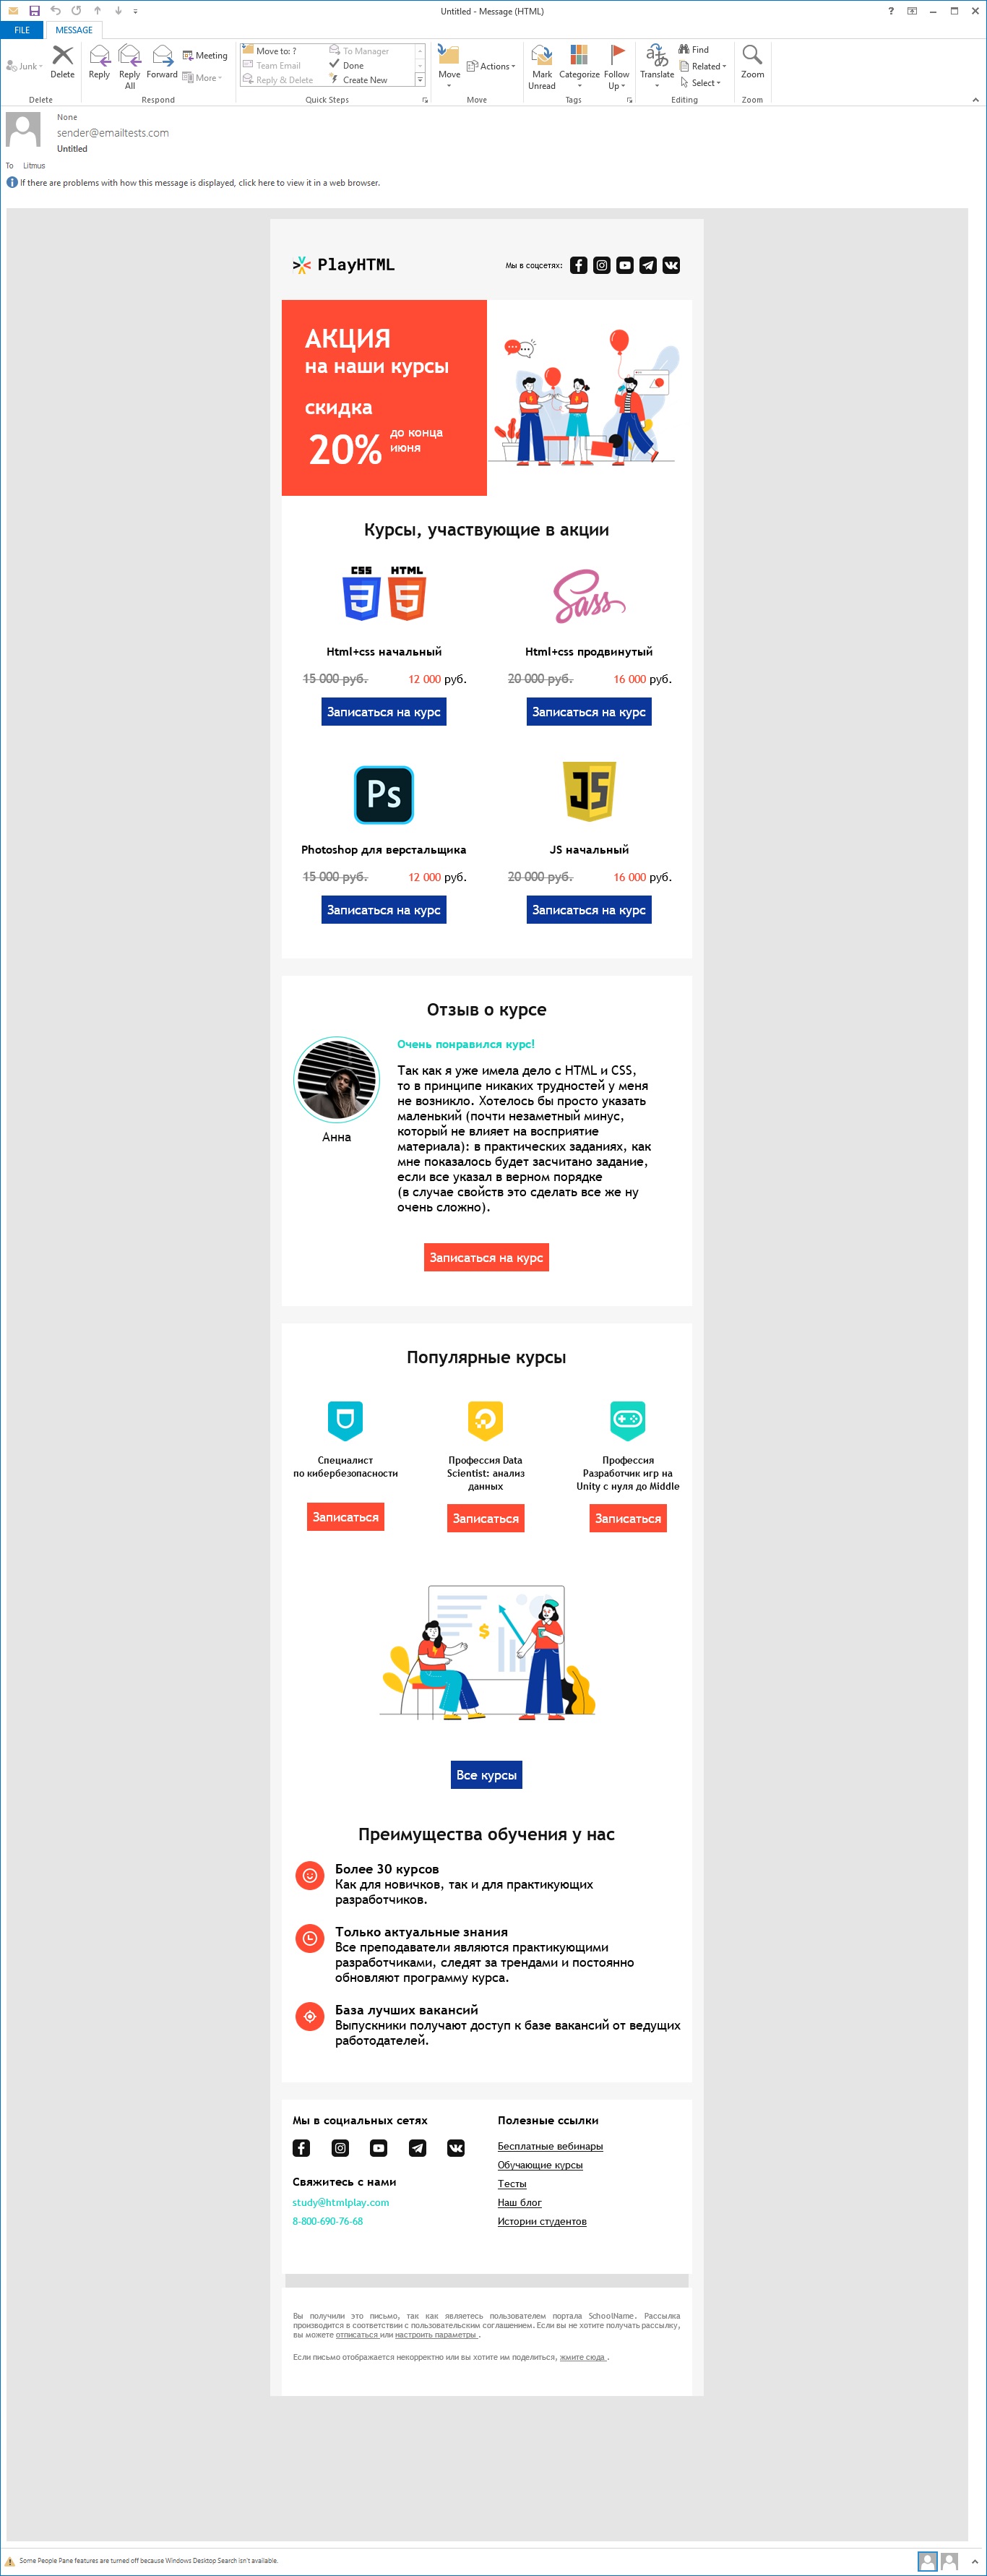 Untitled - Message (HTML)
FILE
MESSAGE
Junk
Delete
Reply
Reply All
Forward
Meeting
More
Move to: ?
To Manager
Team Email
Done
Reply & Delete
Create New
Move
Actions
Mark Unread
Categorize
Follow Up
Translate
Find
Related
Select
Zoom
Delete
Respond
Quick Steps
Move
Tags
Editing
Zoom
None
sender@emailtests.com
Untitled
To Litmus
If there are problems with how this message is displayed, click here to view it in a web browser.
PlayHTML
Мы в соцсетях:
АКЦИЯ
на наши курсы
скидка
20% до конца
июня
Курсы, участвующие в акции
CSS HTML
Sass
Html+css начальный
Html+css продвинутый
15 000 руб. 12 000 руб.
20 000 руб. 16 000 руб.
Записаться на курс
Записаться на курс
Ps
JS
Photoshop для верстальщика
JS начальный
15 000 руб. 12 000 руб.
20 000 руб. 16 000 руб.
Записаться на курс
Записаться на курс
Отзыв о курсе
Очень понравился курс!
Так как я уже имела дело с HTML и CSS,
то в принципе никаких трудностей у меня
не возникло. Хотелось бы просто указать
маленький (почти незаметный минус,
который не влияет на восприятие
материала): в практических заданиях, как
мне показалось будет засчитано задание,
если все указал в верном порядке
(в случае свойств это сделать все же ну
очень сложно).
Анна
Записаться на курс
Популярные курсы
Специалист
по кибербезопасности
Профессия Data
Scientist: анализ
данных
Профессия
Разработчик игр на
Unity с нуля до Middle
Записаться
Записаться
Записаться
$
Все курсы
Преимущества обучения у нас
Более 30 курсов
Как для новичков, так и для практикующих
разработчиков.
Только актуальные знания
Все преподаватели являются практикующими
разработчиками, следят за трендами и постоянно
обновляют программу курса.
База лучших вакансий
Выпускники получают доступ к базе вакансий от ведущих
работодателей.
Мы в социальных сетях
Свяжитесь с нами
study@htmlplay.com
8-800-690-76-68
Полезные ссылки
Бесплатные вебинары
Обучающие курсы
Тесты
Наш блог
Истории студентов
Вы получили это письмо, так как являетесь пользователем портала SchoolName. Рассылка
производится в соответствии с пользовательским соглашением. Если вы не хотите получать рассылку,
вы можете отписаться или настроить параметры .
Если письмо отображается некорректно или вы хотите им поделиться, жмите сюда .
Some People Pane features are turned off because Windows Desktop Search isn't available.